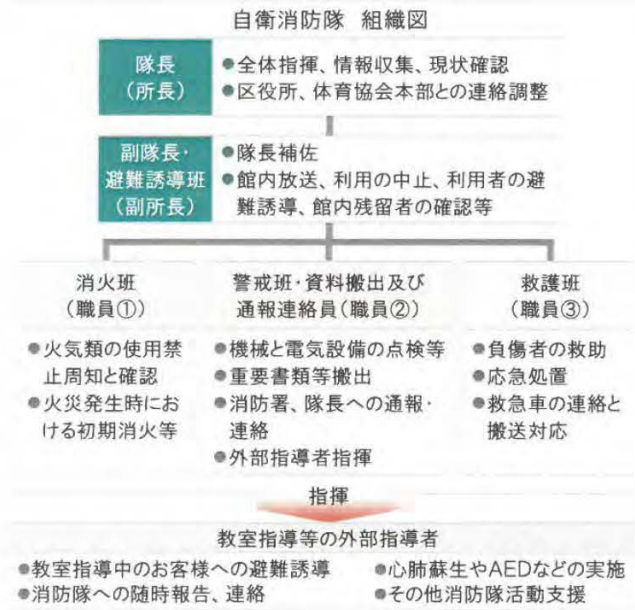 自衛消防隊 組織図
隊長
（所長）
●全体指揮、情報収集、現状確認
●区役所、体育協会本部との連絡調整
副隊長・
避難誘導班
（副所長）
●隊長補佐
●館内放送、利用の中止、利用者の避
難誘導、館内残留者の確認等
消火班
（職員①）
●火気類の使用禁
止周知と確認
●火災発生時にお
ける初期消火等
警戒班・資料搬出及び
通報連絡員（職員②）
●機械と電気設備の点検等
●重要書類等搬出
●消防署、隊長への通報・
連絡
●外部指導者指揮
救護班
（職員③）
●負傷者の救助
●応急処置
●救急車の連絡と
搬送対応
指揮
教室指導等の外部指導者
●教室指導中のお客様への避難誘導
●消防隊への随時報告、連絡
●心肺蘇生やAEDなどの実施
●その他消防隊活動支援